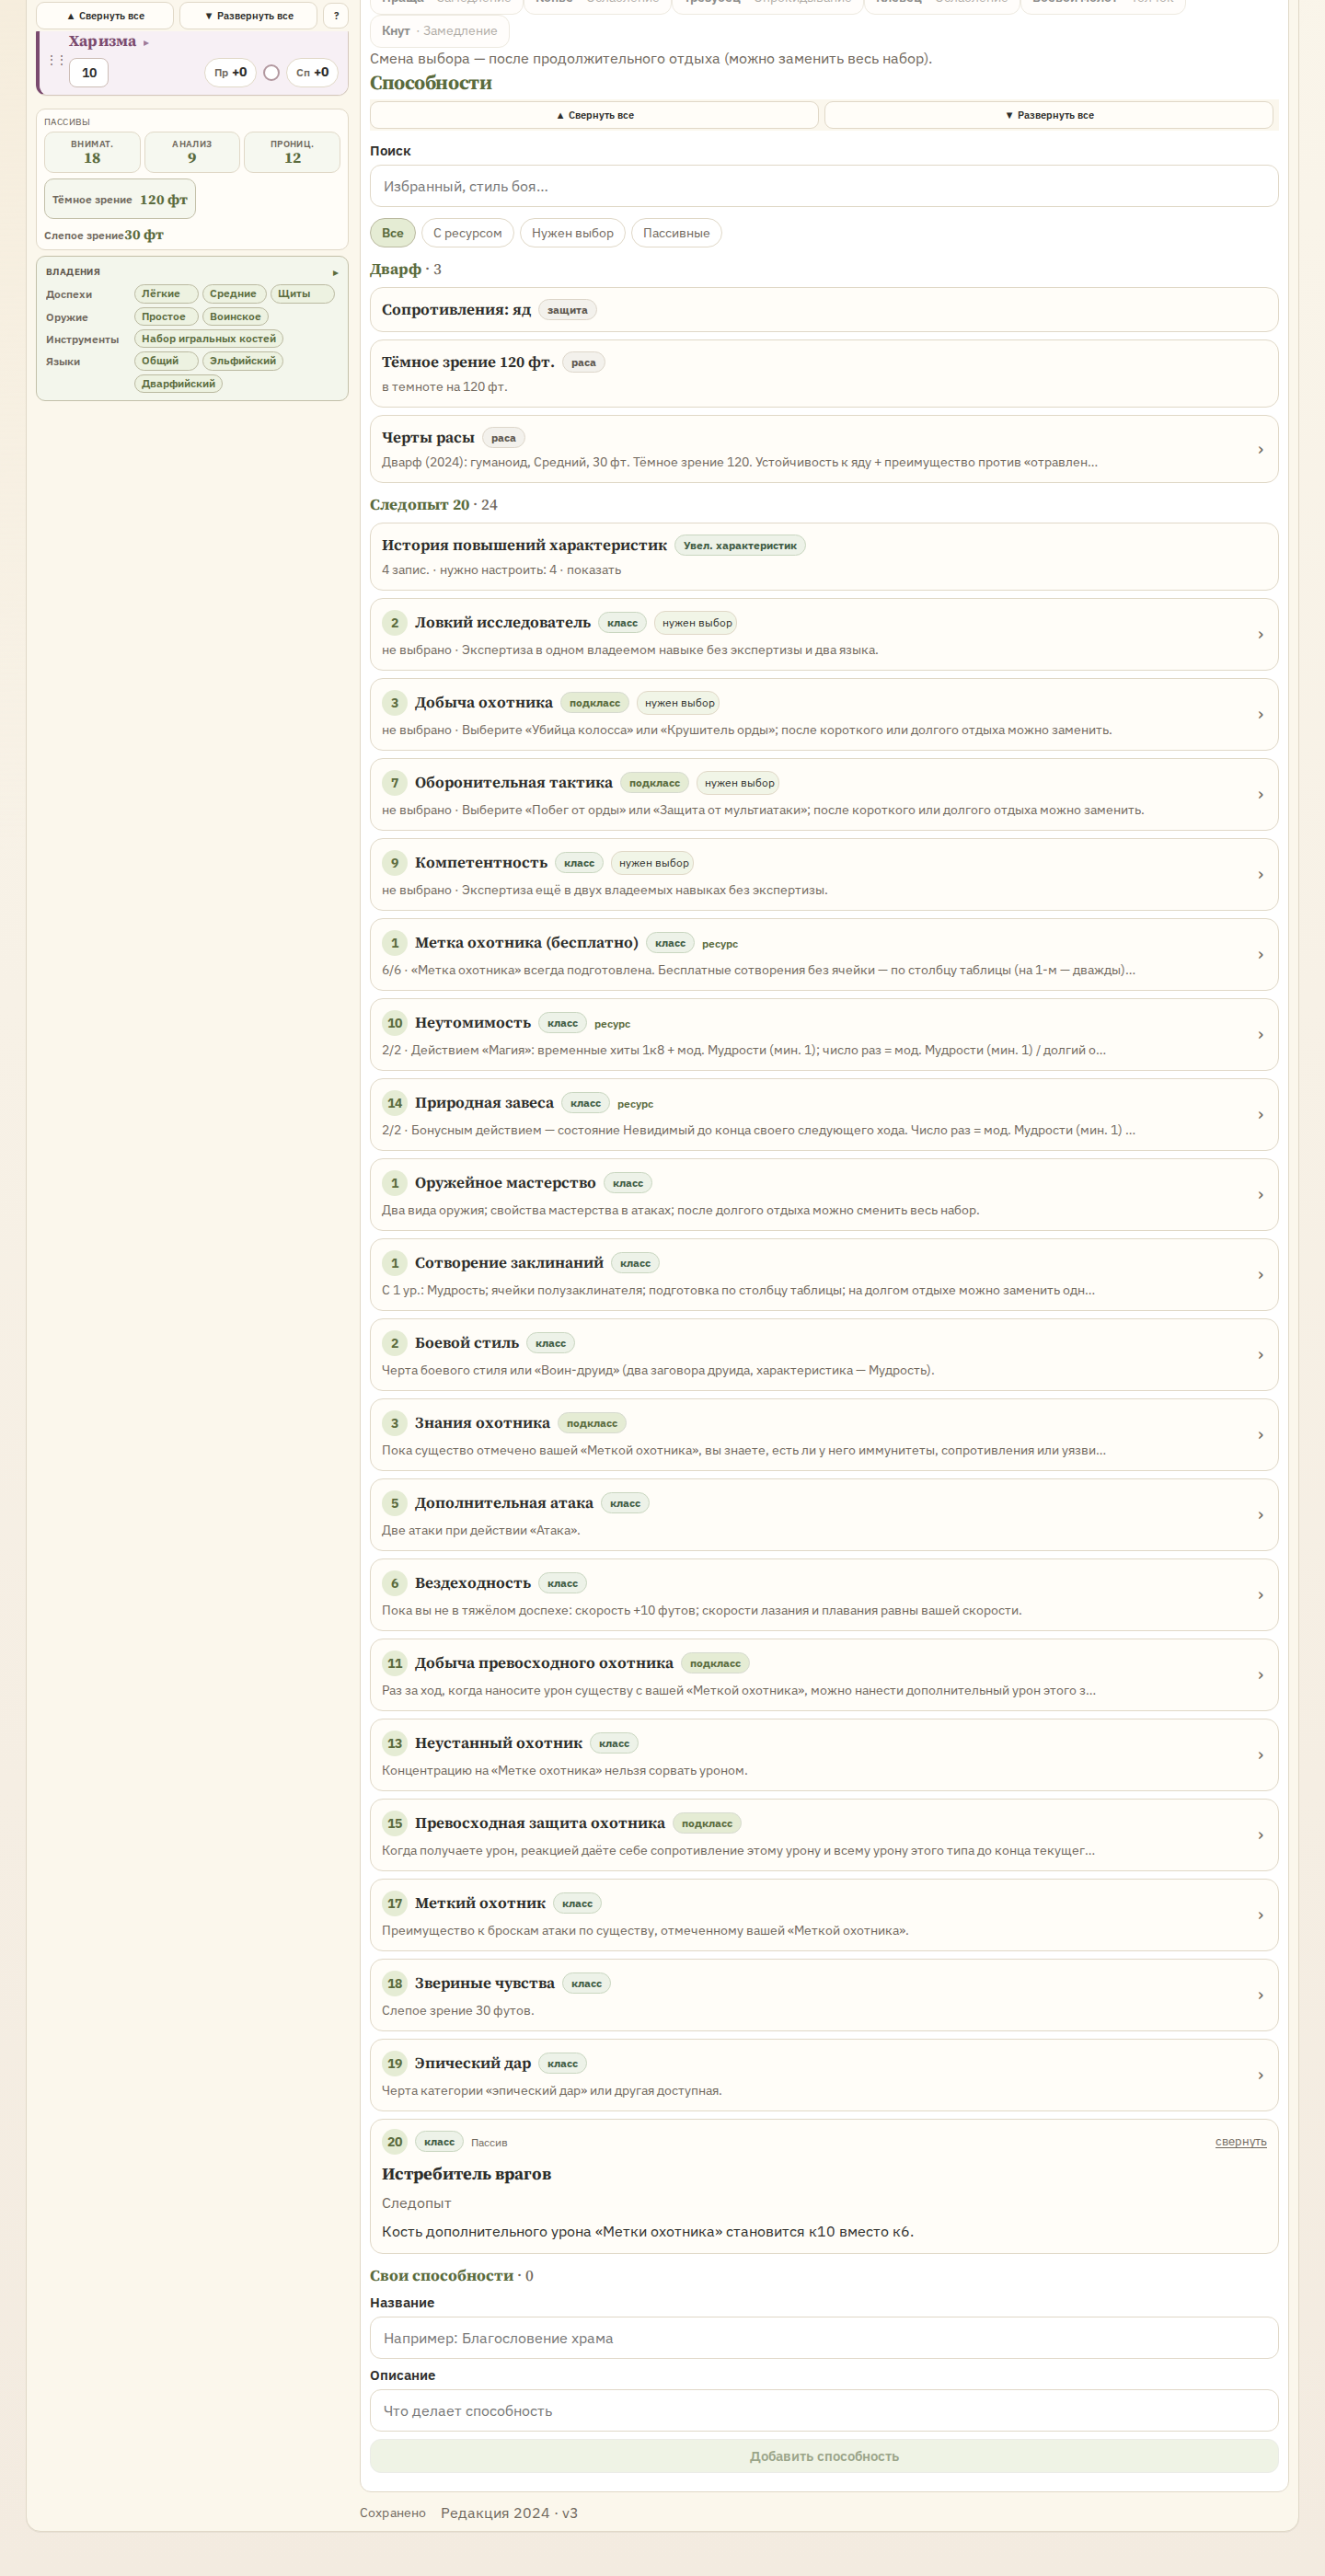 ▲ Свернуть все ▼ Развернуть все ?
Харизма ▸
10 Пр +0 Сп +0
ПАССИВЫ
ВНИМАТ. АНАЛИЗ ПРОНИЦ.
18 9 12
Тёмное зрение 120 фт
Слепое зрение30 фт
ВЛАДЕНИЯ ▸
Доспехи Лёгкие Средние Щиты
Оружие Простое Воинское
Инструменты Набор игральных костей
Языки Общий Эльфийский
Дварфийский
Кнут · Замедление
Смена выбора — после продолжительного отдыха (можно заменить весь набор).
Способности
▲ Свернуть все ▼ Развернуть все
Поиск
Избранный, стиль боя...
Все С ресурсом Нужен выбор Пассивные
Дварф · 3
Сопротивления: яд защита
Тёмное зрение 120 фт. раса
в темноте на 120 фт.
Черты расы раса
Дварф (2024): гуманоид, Средний, 30 фт. Тёмное зрение 120. Устойчивость к яду + преимущество против «отравлен... ›
Следопыт 20 · 24
История повышений характеристик Увел. характеристик
4 запис. · нужно настроить: 4 · показать
2 Ловкий исследователь класс нужен выбор
не выбрано · Экспертиза в одном владеемом навыке без экспертизы и два языка. ›
3 Добыча охотника подкласс нужен выбор
не выбрано · Выберите «Убийца колосса» или «Крушитель орды»; после короткого или долгого отдыха можно заменить. ›
7 Оборонительная тактика подкласс нужен выбор
не выбрано · Выберите «Побег от орды» или «Защита от мультиатаки»; после короткого или долгого отдыха можно заменить. ›
9 Компетентность класс нужен выбор
не выбрано · Экспертиза ещё в двух владеемых навыках без экспертизы. ›
1 Метка охотника (бесплатно) класс ресурс
6/6 · «Метка охотника» всегда подготовлена. Бесплатные сотворения без ячейки — по столбцу таблицы (на 1-м — дважды)... ›
10 Неутомимость класс ресурс
2/2 · Действием «Магия»: временные хиты 1к8 + мод. Мудрости (мин. 1); число раз = мод. Мудрости (мин. 1) / долгий о... ›
14 Природная завеса класс ресурс
2/2 · Бонусным действием — состояние Невидимый до конца своего следующего хода. Число раз = мод. Мудрости (мин. 1) ... ›
1 Оружейное мастерство класс
Два вида оружия; свойства мастерства в атаках; после долгого отдыха можно сменить весь набор. ›
1 Сотворение заклинаний класс
С 1 ур.: Мудрость; ячейки полузаклинателя; подготовка по столбцу таблицы; на долгом отдыхе можно заменить одн... ›
2 Боевой стиль класс
Черта боевого стиля или «Воин-друид» (два заговора друида, характеристика — Мудрость). ›
3 Знания охотника подкласс
Пока существо отмечено вашей «Меткой охотника», вы знаете, есть ли у него иммунитеты, сопротивления или уязви... ›
5 Дополнительная атака класс
Две атаки при действии «Атака». ›
6 Вездеходность класс
Пока вы не в тяжёлом доспехе: скорость +10 футов; скорости лазания и плавания равны вашей скорости. ›
11 Добыча превосходного охотника подкласс
Раз за ход, когда наносите урон существу с вашей «Меткой охотника», можно нанести дополнительный урон этого з... ›
13 Неустанный охотник класс
Концентрацию на «Метке охотника» нельзя сорвать уроном. ›
15 Превосходная защита охотника подкласс
Когда получаете урон, реакцией даёте себе сопротивление этому урону и всему урону этого типа до конца текущег... ›
17 Меткий охотник класс
Преимущество к броскам атаки по существу, отмеченному вашей «Меткой охотника». ›
18 Звериные чувства класс
Слепое зрение 30 футов. ›
19 Эпический дар класс
Черта категории «эпический дар» или другая доступная. ›
20 класс Пассив свернуть
Истребитель врагов
Следопыт
Кость дополнительного урона «Метки охотника» становится к10 вместо к6.
Свои способности · 0
Название
Например: Благословение храма
Описание
Что делает способность
Добавить способность
Сохранено Редакция 2024 · v3